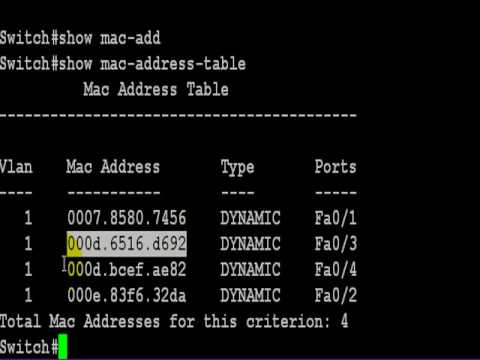 Switch#show mac-add
Switch#show mac-address-table
Mac Address Table
-------------------------------------------
Vlan Mac Address Type Ports
---- ----------- ---- -----
1 0007.8580.7456 DYNAMIC Fa0/1
1 000d.6516.d692 DYNAMIC Fa0/3
1 000d.bcef.ae82 DYNAMIC Fa0/4
1 000e.83f6.32da DYNAMIC Fa0/2
Total Mac Addresses for this criterion: 4
Switch#